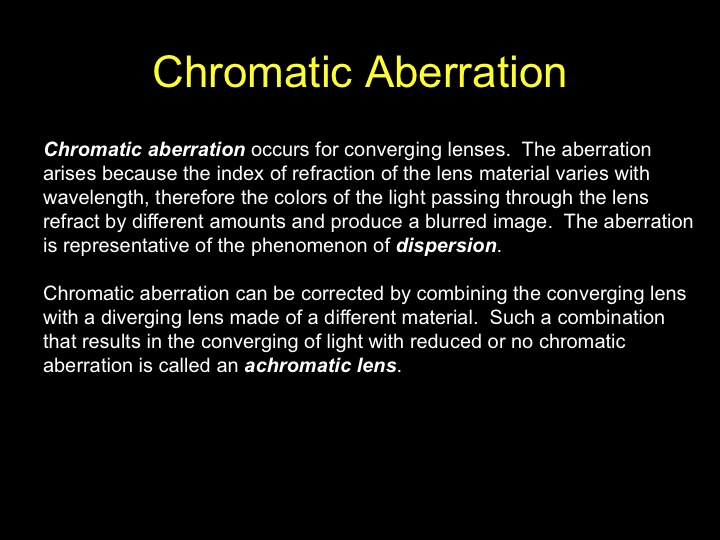 Chromatic Aberration
Chromatic aberration occurs for converging lenses.  The aberration
arises because the index of refraction of the lens material varies with
wavelength, therefore the colors of the light passing through the lens
refract by different amounts and produce a blurred image.  The aberration
is representative of the phenomenon of dispersion.
Chromatic aberration can be corrected by combining the converging lens
with a diverging lens made of a different material.  Such a combination
that results in the converging of light with reduced or no chromatic
aberration is called an achromatic lens.